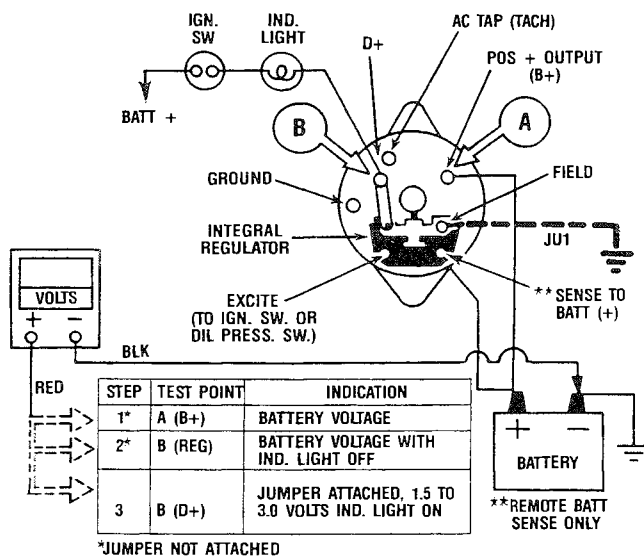 IGN.
SW
IND.
LIGHT
D+
AC TAP (TACH)
POS + OUTPUT
(B+)
BATT +
B
A
GROUND
FIELD
INTEGRAL
REGULATOR
JU1
EXCITE
(TO IGN. SW. OR
DIL PRESS. SW.)
**SENSE TO
BATT (+)
VOLTS
+ −
BLK
RED
STEP TEST POINT INDICATION
1* A (B+) BATTERY VOLTAGE
2* B (REG) BATTERY VOLTAGE WITH
IND. LIGHT OFF
3 B (D+) JUMPER ATTACHED, 1.5 TO
3.0 VOLTS IND. LIGHT ON
*JUMPER NOT ATTACHED
+ −
BATTERY
**REMOTE BATT
SENSE ONLY